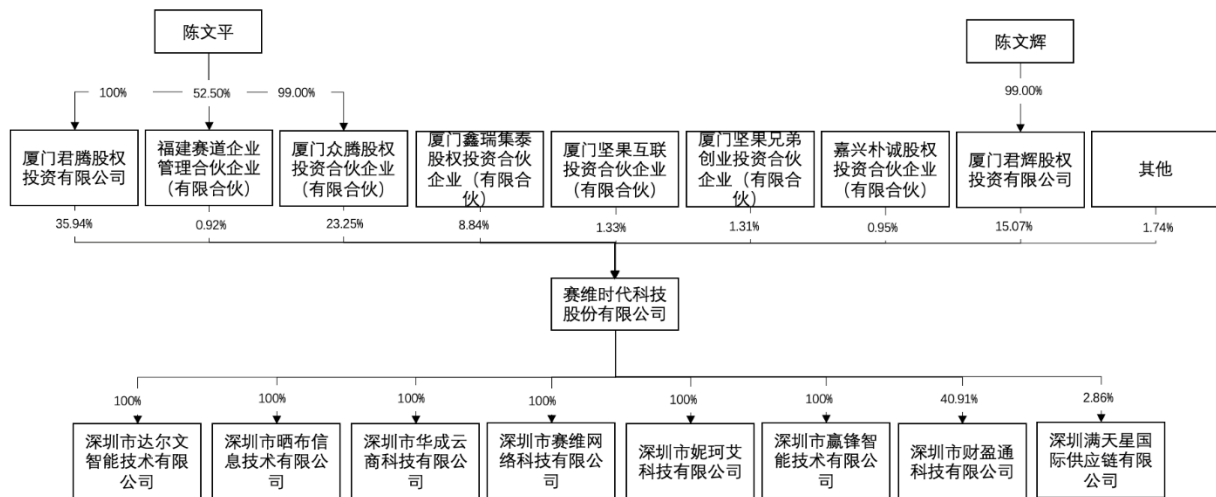 陈文平
陈文辉
100%
52.50%
99.00%
99.00%
厦门君腾股权
投资有限公司
福建赛道企业
管理合伙企业
（有限合伙）
厦门众腾股权
投资合伙企业
（有限合伙）
厦门鑫瑞集泰
股权投资合伙
企业（有限合
伙）
厦门坚果互联
投资合伙企业
（有限合伙）
厦门坚果兄弟
创业投资合伙
企业（有限合
伙）
嘉兴朴诚股权
投资合伙企业
（有限合伙）
厦门君辉股权
投资有限公司
其他
35.94%
0.92%
23.25%
8.84%
1.33%
1.31%
0.95%
15.07%
1.74%
赛维时代科技
股份有限公司
100%
100%
100%
100%
100%
100%
40.91%
2.86%
深圳市达尔文
智能技术有限
公司
深圳市晒布信
息技术有限公
司
深圳市华成云
商科技有限公
司
深圳市赛维网
络科技有限公
司
深圳市妮珂艾
科技有限公司
深圳市赢锋智
能技术有限公
司
深圳市财盈通
科技有限公司
深圳满天星国
际供应链有限
公司